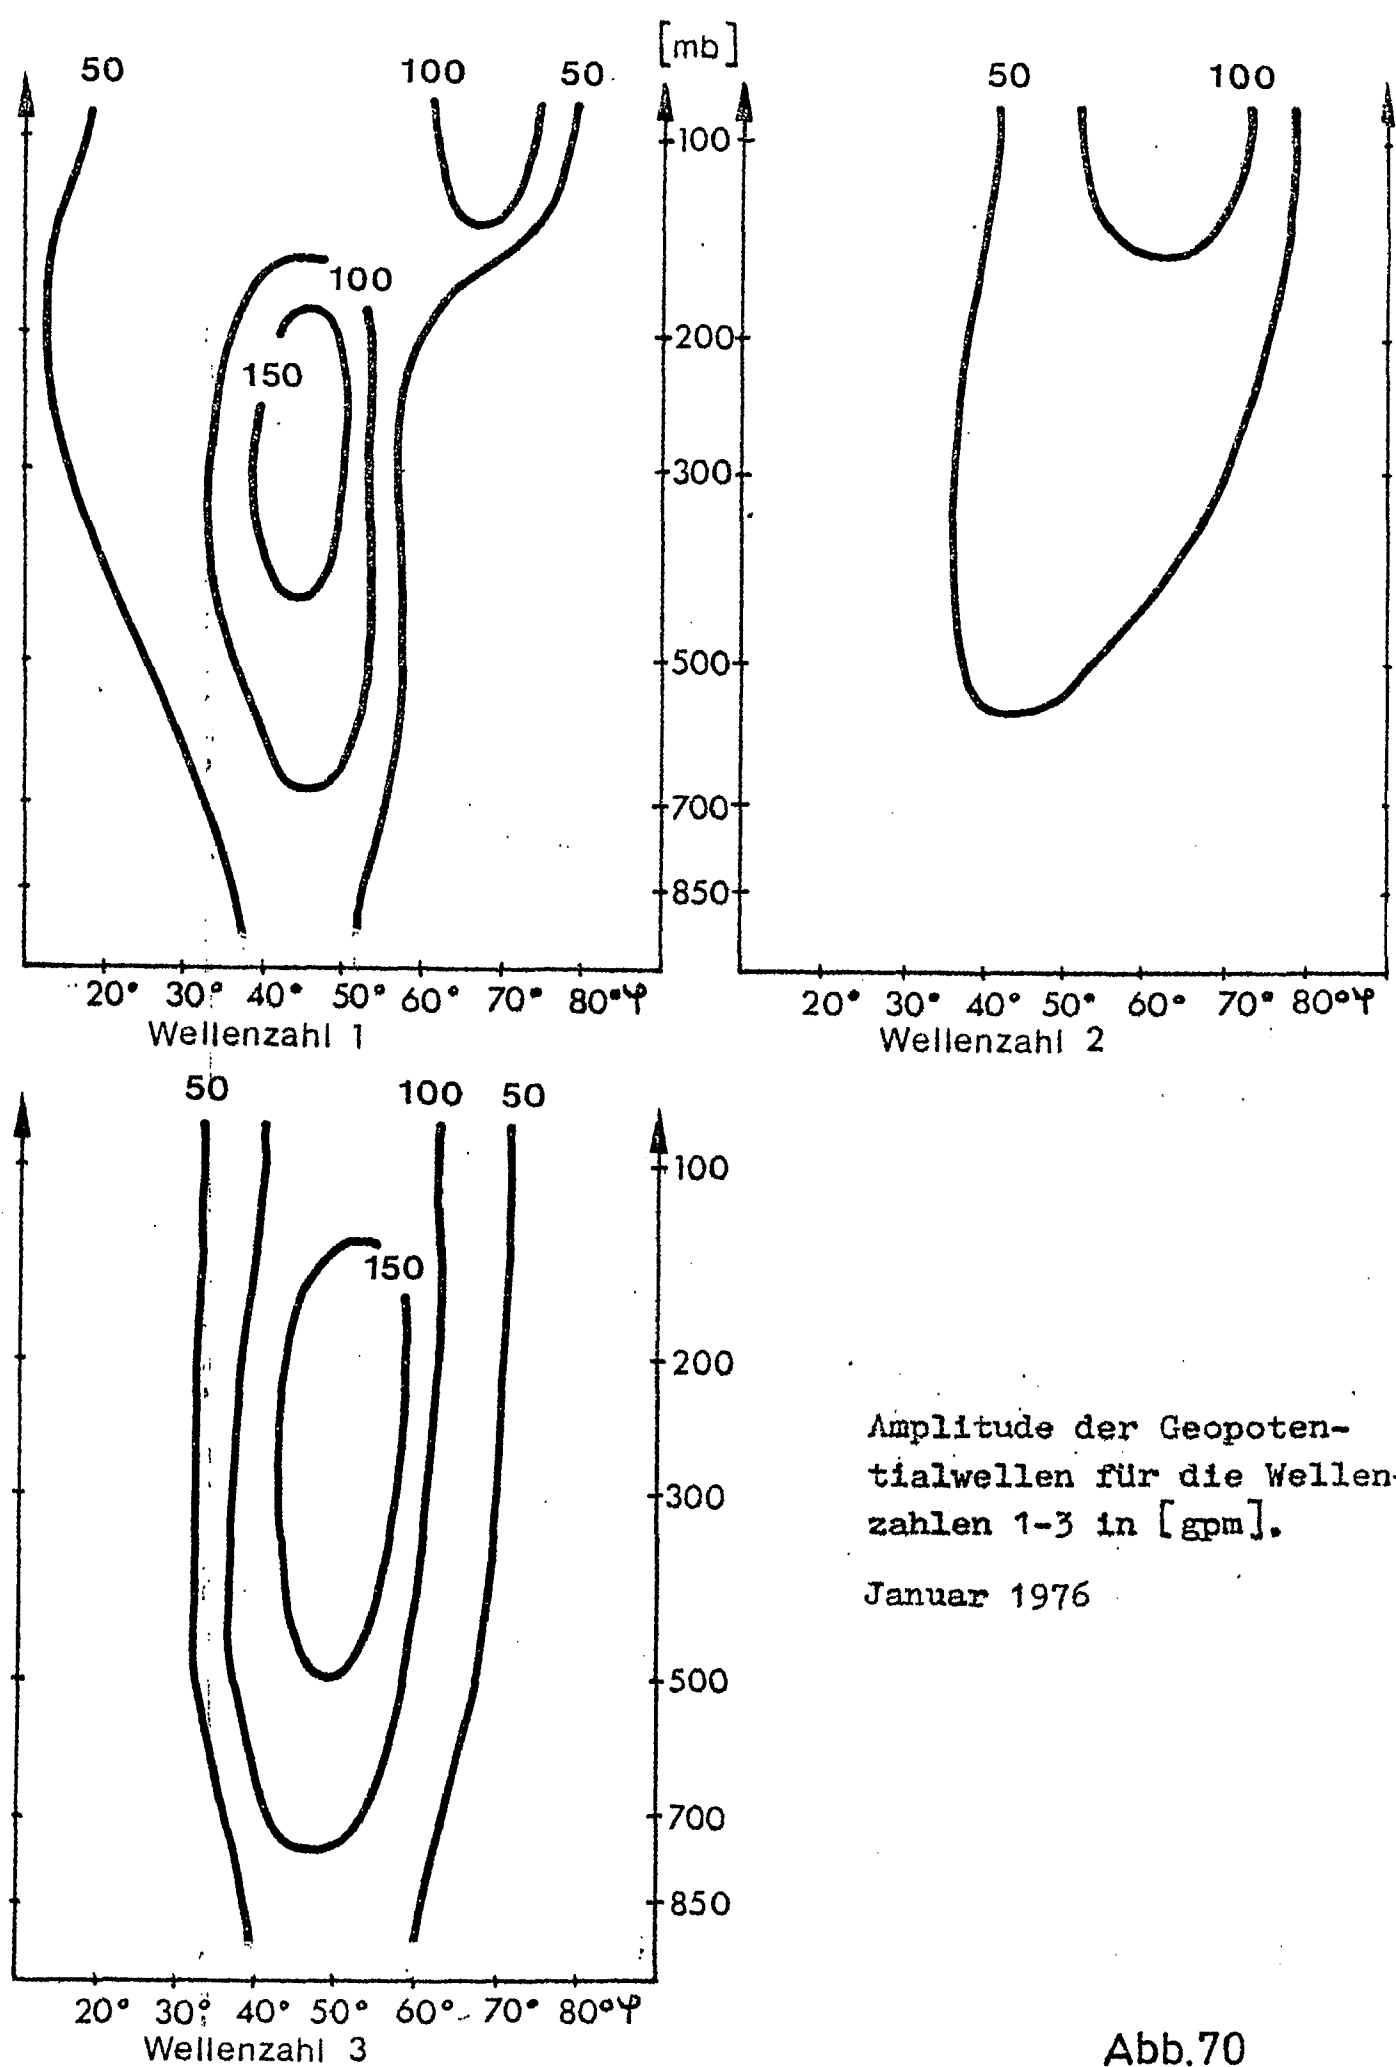 [mb]
50 100 50
100
150
100
200
300
500
700
850
20° 30° 40° 50° 60° 70° 80° φ
Wellenzahl 1
50 100
20° 30° 40° 50° 60° 70° 80° φ
Wellenzahl 2
50 100 50
150
100
200
300
500
700
850
20° 30° 40° 50° 60° 70° 80° φ
Wellenzahl 3
Amplitude der Geopoten-
tialwellen für die Wellen-
zahlen 1-3 in [gpm].
Januar 1976
Abb.70